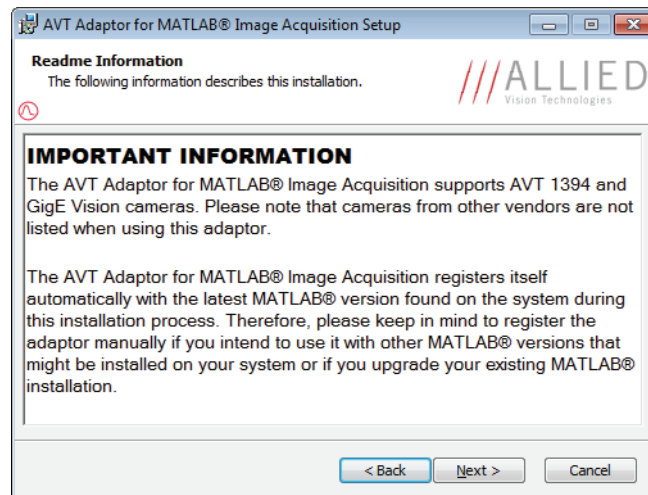 AVT Adaptor for MATLAB® Image Acquisition Setup
Readme Information
The following information describes this installation.
///ALLIED
Vision Technologies
IMPORTANT INFORMATION
The AVT Adaptor for MATLAB® Image Acquisition supports AVT 1394 and
GigE Vision cameras. Please note that cameras from other vendors are not
listed when using this adaptor.
The AVT Adaptor for MATLAB® Image Acquisition registers itself
automatically with the latest MATLAB® version found on the system during
this installation process. Therefore, please keep in mind to register the
adaptor manually if you intend to use it with other MATLAB® versions that
might be installed on your system or if you upgrade your existing MATLAB®
installation.
< Back Next > Cancel